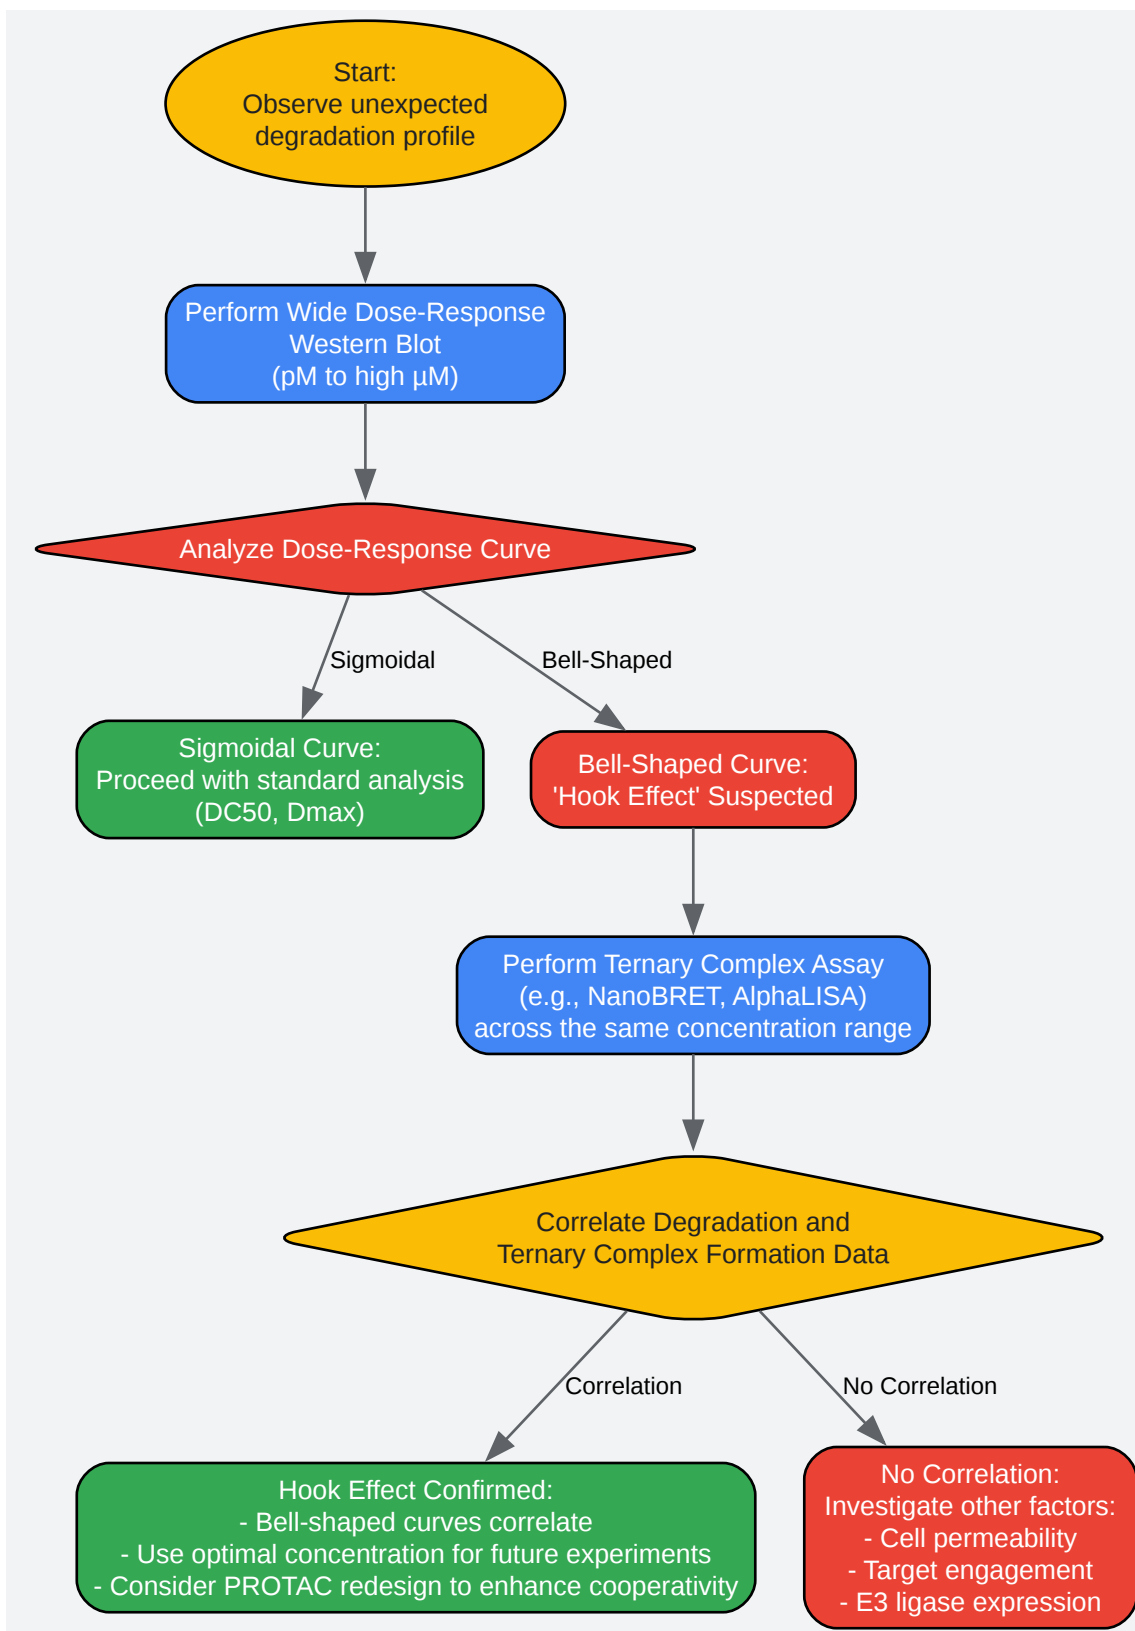 Start:
Observe unexpected
degradation profile
Perform Wide Dose-Response
Western Blot
(pM to high µM)
Analyze Dose-Response Curve
Sigmoidal
Bell-Shaped
Sigmoidal Curve:
Proceed with standard analysis
(DC50, Dmax)
Bell-Shaped Curve:
'Hook Effect' Suspected
Perform Ternary Complex Assay
(e.g., NanoBRET, AlphaLISA)
across the same concentration range
Correlate Degradation and
Ternary Complex Formation Data
Correlation
No Correlation
Hook Effect Confirmed:
- Bell-shaped curves correlate
- Use optimal concentration for future experiments
- Consider PROTAC redesign to enhance cooperativity
No Correlation:
Investigate other factors:
- Cell permeability
- Target engagement
- E3 ligase expression